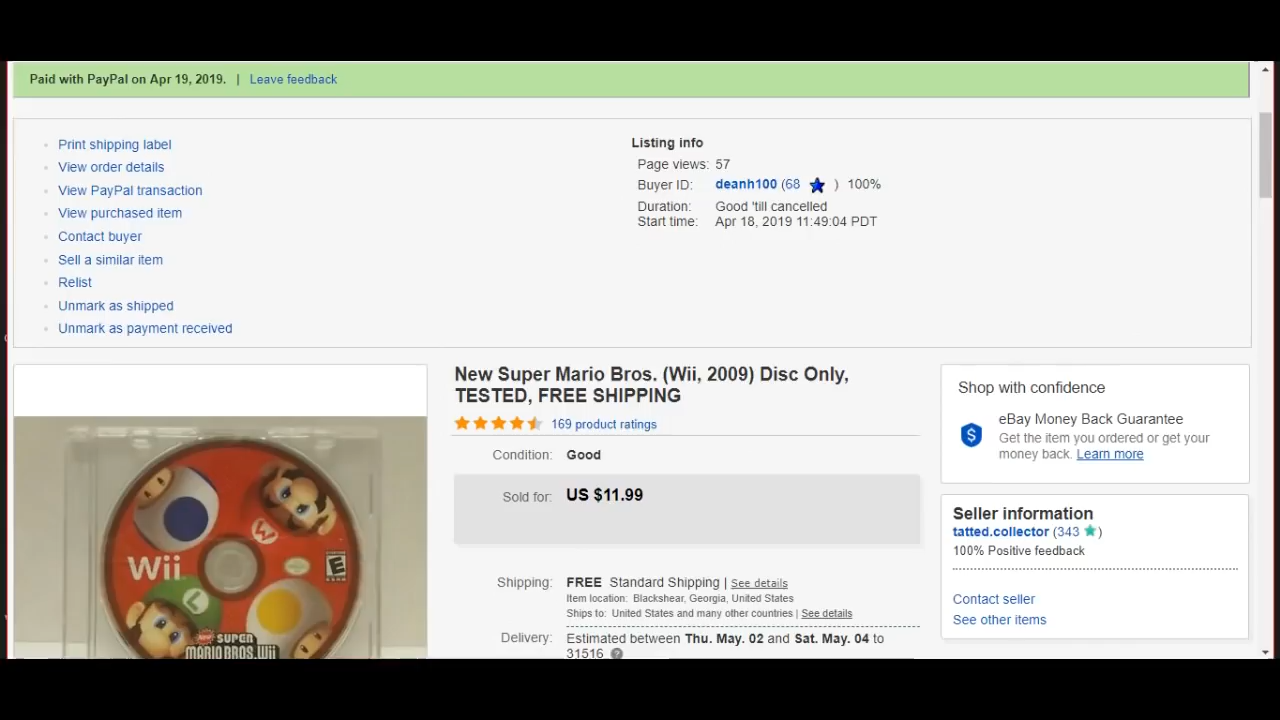 Paid with PayPal on Apr 19, 2019. | Leave feedback
Print shipping label
View order details
View PayPal transaction
View purchased item
Contact buyer
Sell a similar item
Relist
Unmark as shipped
Unmark as payment received
Listing info
Page views: 57
Buyer ID: deanh100 (68 ) 100%
Duration: Good 'till cancelled
Start time: Apr 18, 2019 11:49:04 PDT
New Super Mario Bros. (Wii, 2009) Disc Only,
TESTED, FREE SHIPPING
169 product ratings
Condition: Good
Sold for: US $11.99
Shipping: FREE Standard Shipping | See details
Item location: Blackshear, Georgia, United States
Ships to: United States and many other countries | See details
Delivery: Estimated between Thu. May. 02 and Sat. May. 04 to
31516 ?
Shop with confidence
$
eBay Money Back Guarantee
Get the item you ordered or get your
money back. Learn more
Seller information
tatted.collector (343 )
100% Positive feedback
Contact seller
See other items
W
Wii
E
L
NEW SUPER
MARIO BROS. Wii